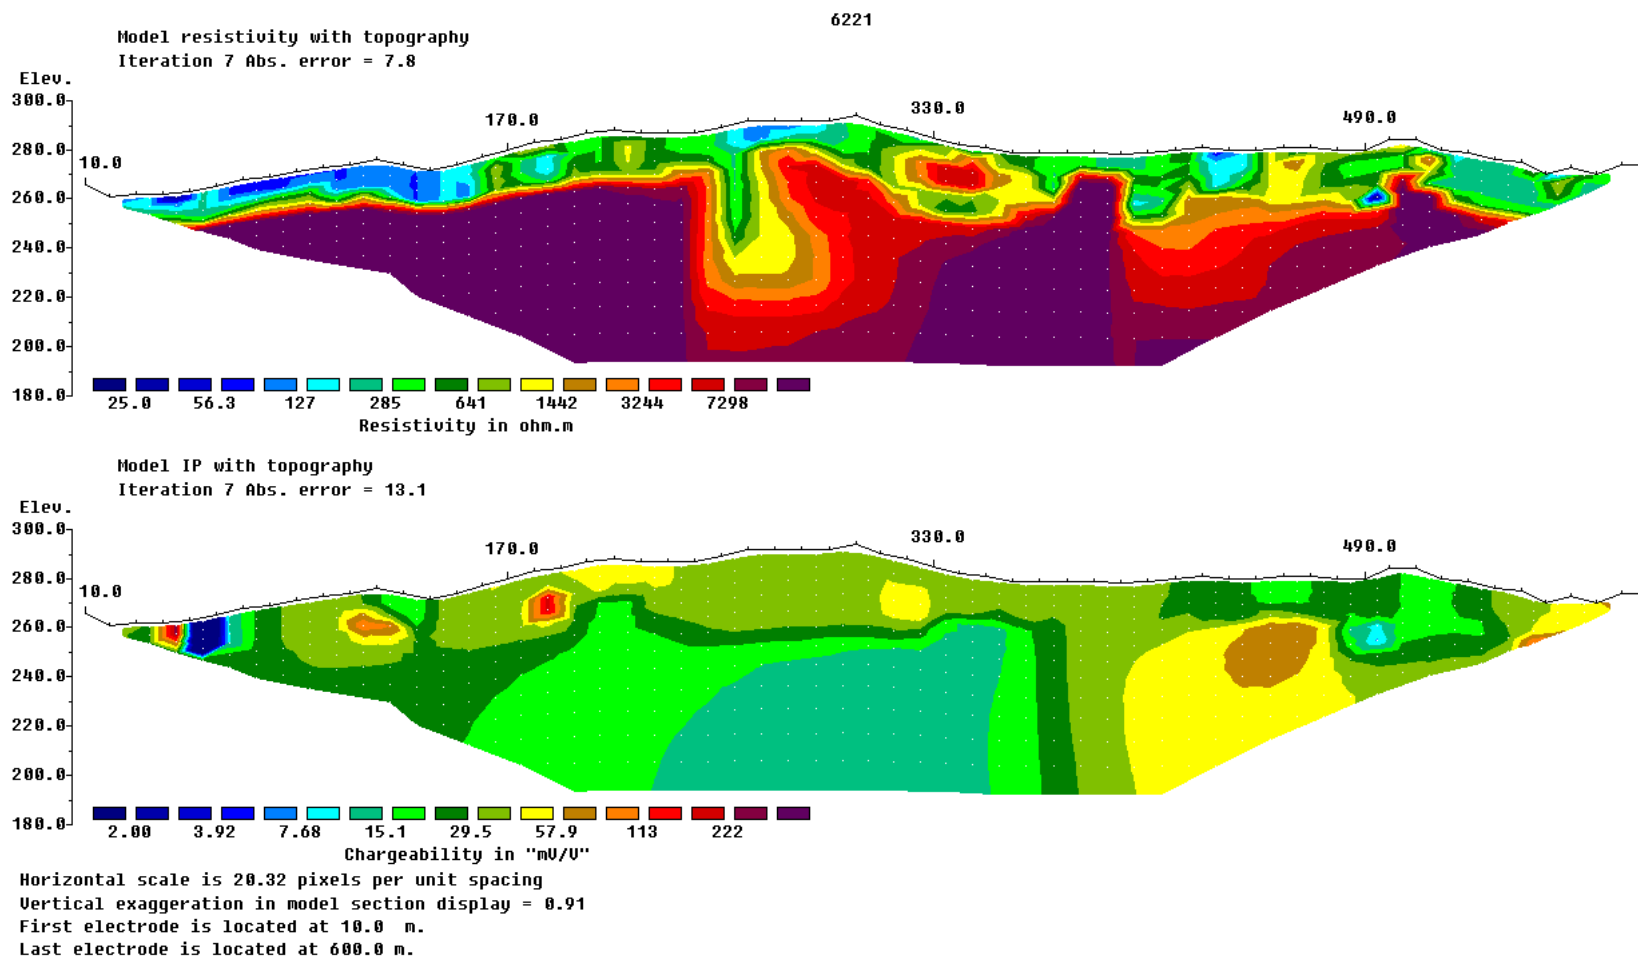 6221
Model resistivity with topography
Iteration 7 Abs. error = 7.8
Elev.
300.0
280.0
260.0
240.0
220.0
200.0
180.0
10.0
170.0
330.0
490.0
25.0 56.3 127 285 641 1442 3244 7298
Resistivity in ohm.m
Model IP with topography
Iteration 7 Abs. error = 13.1
Elev.
300.0
280.0
260.0
240.0
220.0
200.0
180.0
10.0
170.0
330.0
490.0
2.00 3.92 7.68 15.1 29.5 57.9 113 222
Chargeability in "mV/V"
Horizontal scale is 20.32 pixels per unit spacing
Vertical exaggeration in model section display = 0.91
First electrode is located at 10.0 m.
Last electrode is located at 600.0 m.